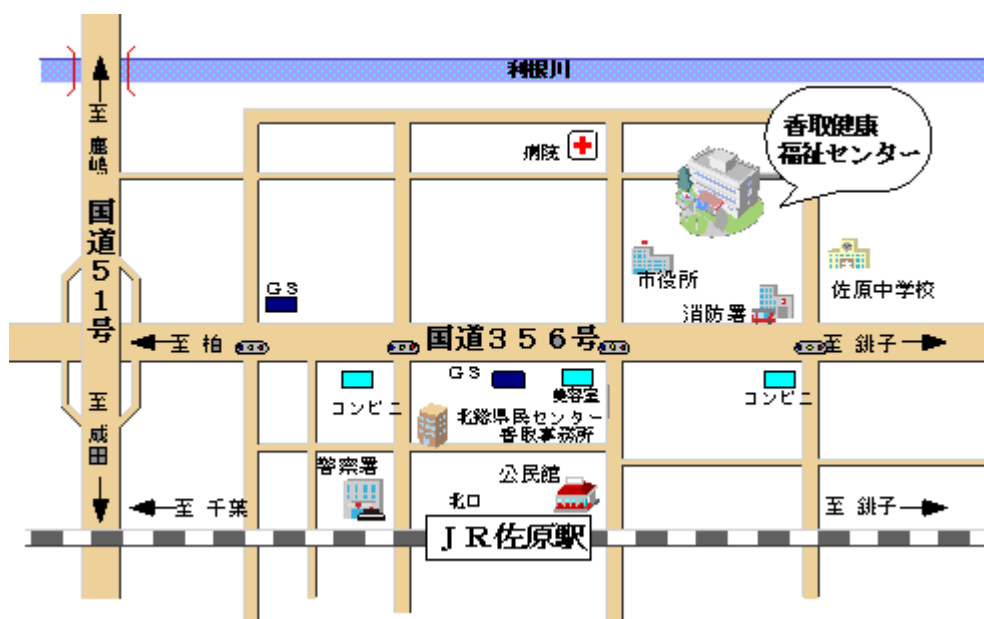 利根川
至 鹿嶋
香取健康
福祉センター
病院
国道51号
市役所
佐原中学校
GS
消防署
至 柏
国道356号
至 銚子
GS
美容室
コンビニ
コンビニ
北総県民センター
香取事務所
至 成田
警察署
公民館
北口
至 千葉
至 銚子
JR佐原駅